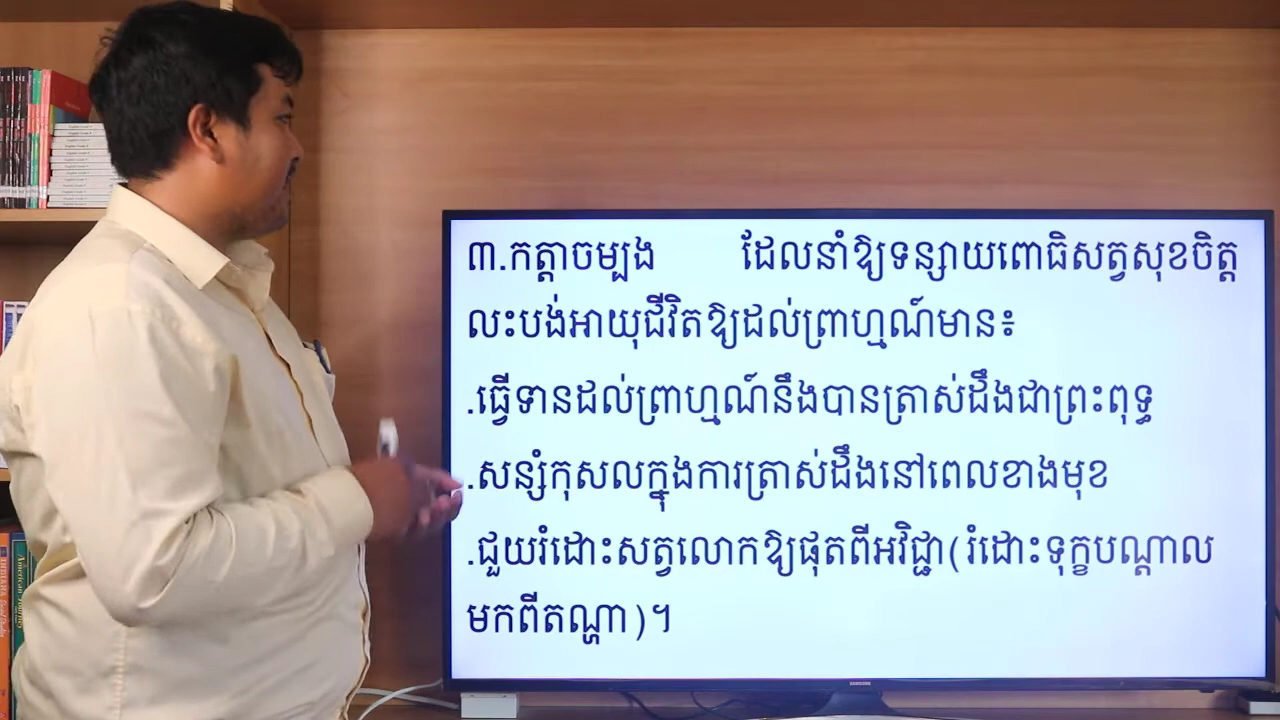 ៣.កត្តាចម្បង ដែលនាំឱ្យទន្សាយពោធិសត្វសុខចិត្ត
លះបង់អាយុជីវិតឱ្យដល់ព្រាហ្មណ៍មាន៖
.ធ្វើទានដល់ព្រាហ្មណ៍នឹងបានត្រាស់ដឹងជាព្រះពុទ្ធ
.សន្សំកុសលក្នុងការត្រាស់ដឹងនៅពេលខាងមុខ
.ជួយរំដោះសត្វលោកឱ្យផុតពីអវិជ្ជា(រំដោះទុក្ខបណ្តាល
មកពីតណ្ហា)។
SAMSUNG